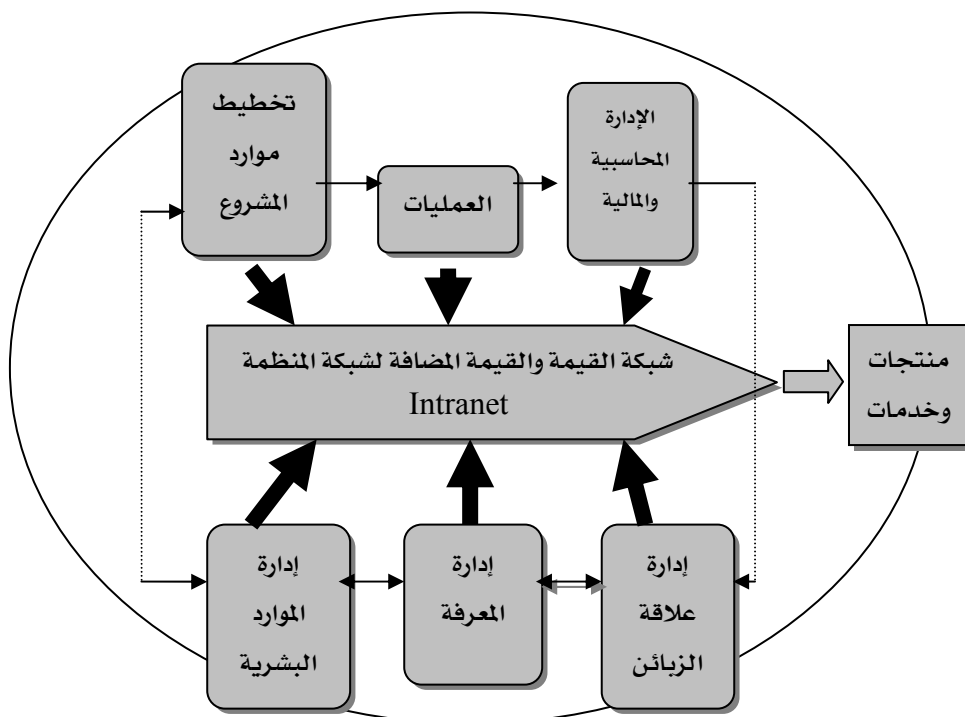 تخطيط
موارد
المشروع
العمليات
الإدارة
المحاسبية
والمالية
شبكة القيمة والقيمة المضافة لشبكة المنظمة
Intranet
منتجات
وخدمات
إدارة
الموارد
البشرية
إدارة
المعرفة
إدارة
علاقة
الزبائن